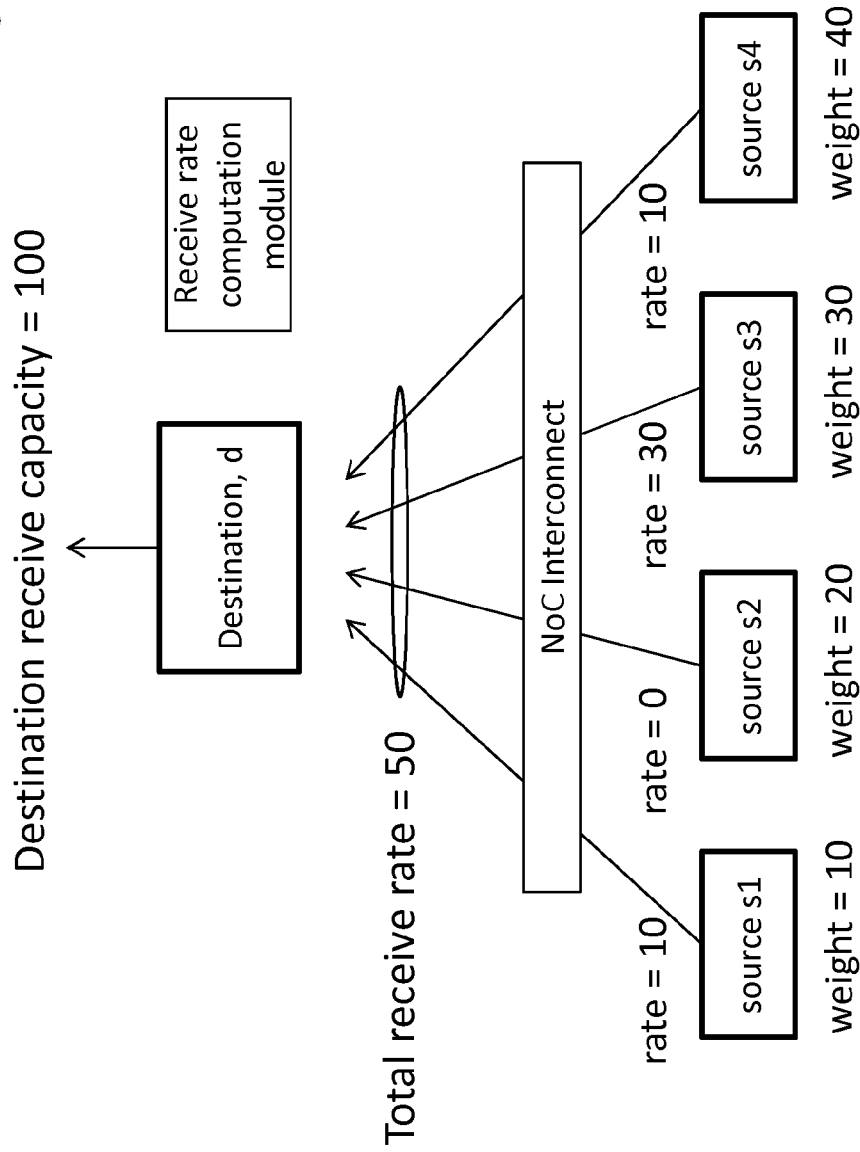 Destination receive capacity = 100
Destination, d
Receive rate
computation
module
Total receive rate = 50
NoC Interconnect
rate = 10
rate = 0
rate = 30
rate = 10
source s1
source s2
source s3
source s4
weight = 10
weight = 20
weight = 30
weight = 40